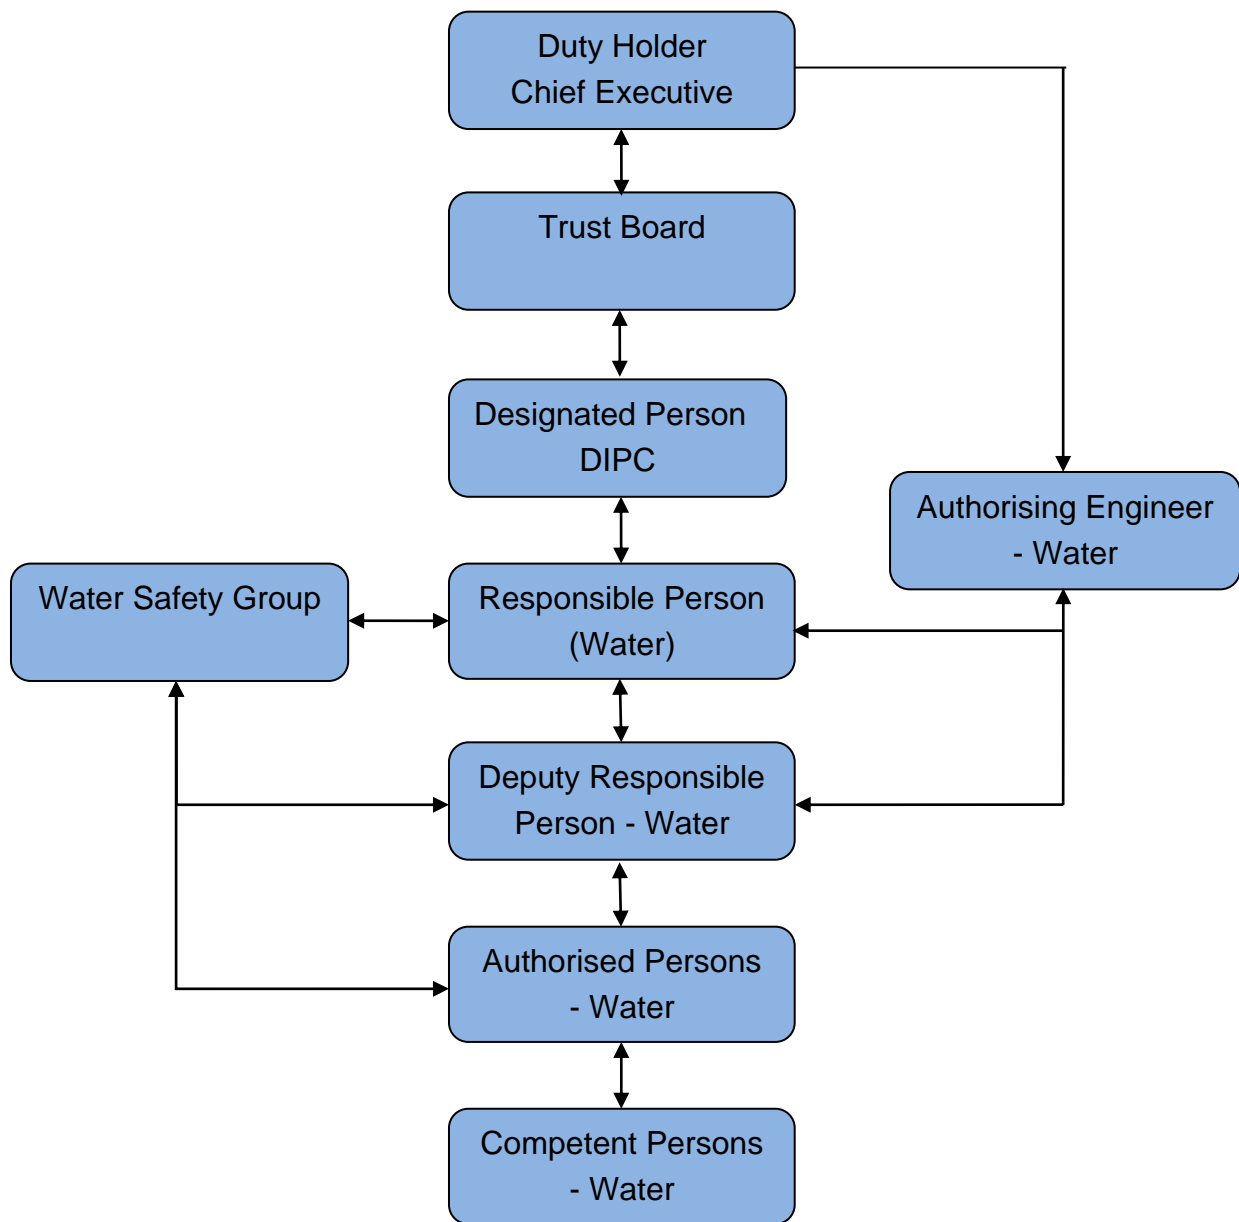 Duty Holder
Chief Executive
Trust Board
Designated Person
DIPC
Authorising Engineer
- Water
Water Safety Group
Responsible Person
(Water)
Deputy Responsible
Person - Water
Authorised Persons
- Water
Competent Persons
- Water